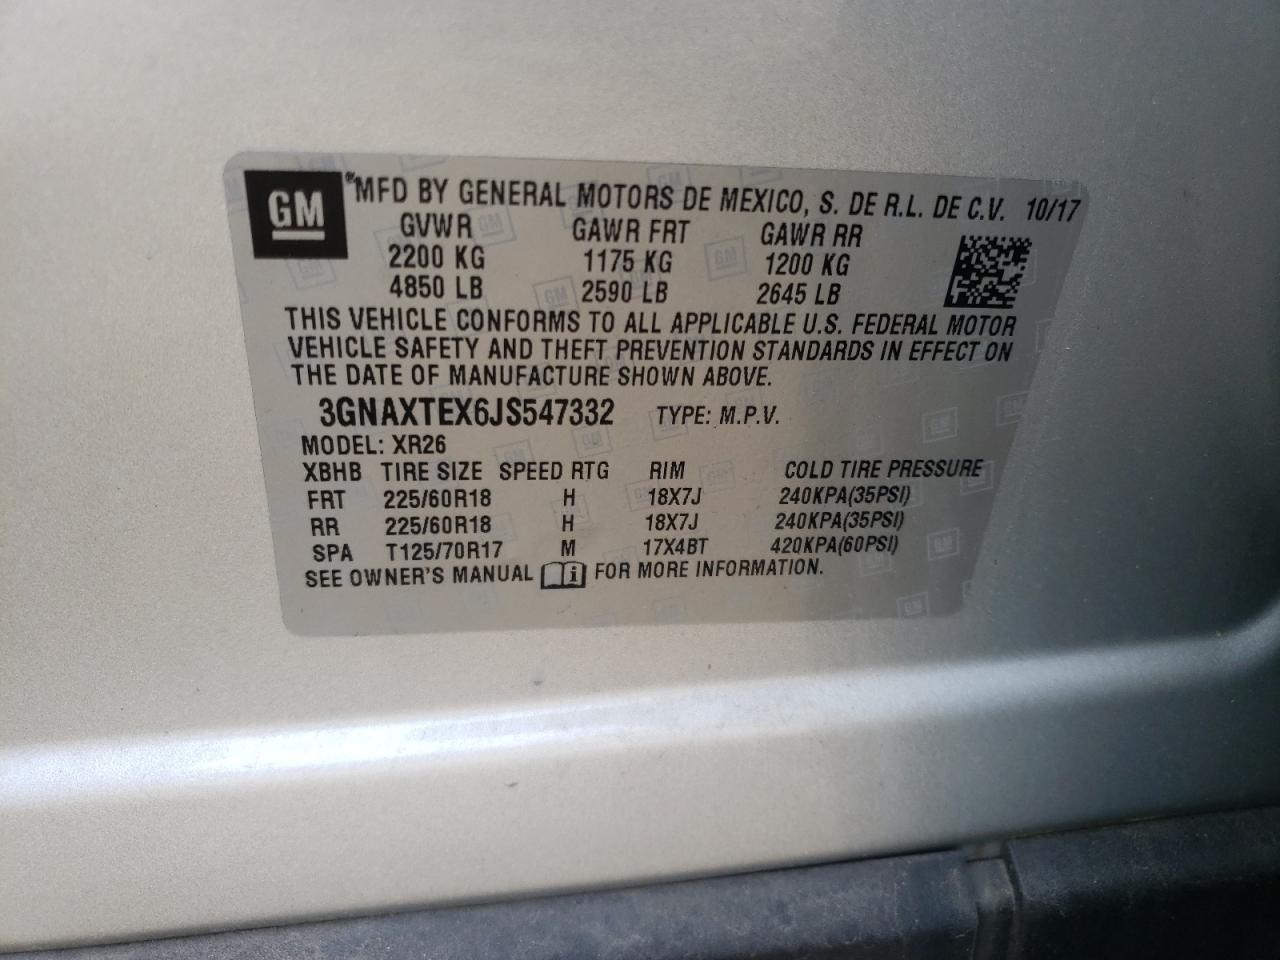 GM ®MFD BY GENERAL MOTORS DE MEXICO, S. DE R.L. DE C.V. 10/17
GVWR GAWR FRT GAWR RR
2200 KG 1175 KG 1200 KG
4850 LB 2590 LB 2645 LB
THIS VEHICLE CONFORMS TO ALL APPLICABLE U.S. FEDERAL MOTOR
VEHICLE SAFETY AND THEFT PREVENTION STANDARDS IN EFFECT ON
THE DATE OF MANUFACTURE SHOWN ABOVE.
3GNAXTEX6JS547332 TYPE: M.P.V.
MODEL: XR26
XBHB TIRE SIZE SPEED RTG RIM COLD TIRE PRESSURE
FRT 225/60R18 H 18X7J 240KPA(35PSI)
RR 225/60R18 H 18X7J 240KPA(35PSI)
SPA T125/70R17 M 17X4BT 420KPA(60PSI)
SEE OWNER'S MANUAL i FOR MORE INFORMATION.